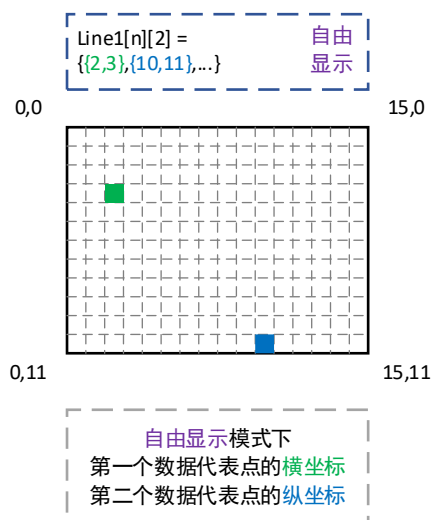 Line1[n][2] = 自由
{{2,3},{10,11},...} 显示
0,0 15,0
0,11 15,11
自由显示模式下
第一个数据代表点的横坐标
第二个数据代表点的纵坐标